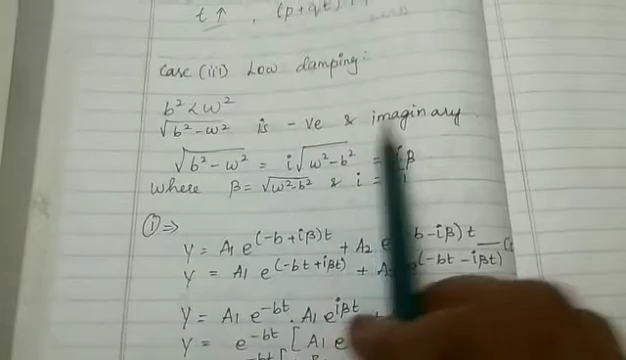 t ↑ , (p+qt)
Case (iii) Low damping:
b² < ω²
√b²-ω² is -ve & imaginary.
√b²-ω² = i√ω²-b² = iβ
where β = √ω²-b² & i =
① ⇒
y = A₁ e^(-b+iβ)t + A₂ e b-iβ)t
y = A₁ e^(-bt+iβt) + A (-bt-iβt)
y = A₁ e^-bt . A₁ e^iβt
y = e^-bt [ A₁ e